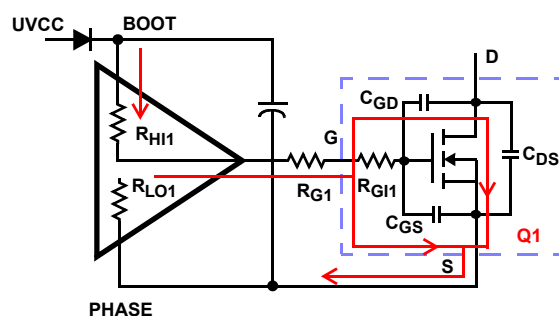 UVCC
BOOT
D
CGD
RHI1
G
CDS
RLO1
RG1
RGI1
CGS
Q1
S
PHASE